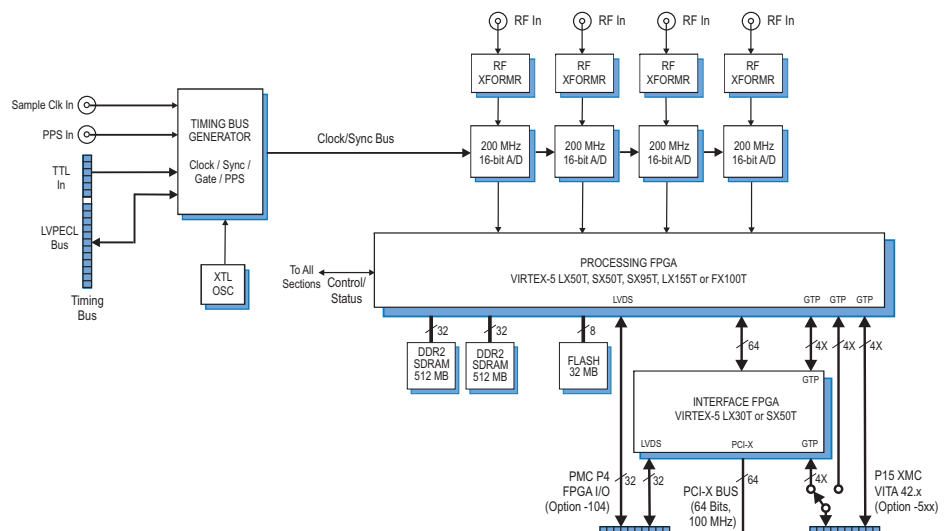 RF In
RF In
RF In
RF In
RF
XFORMR
RF
XFORMR
RF
XFORMR
RF
XFORMR
Sample Clk In
PPS In
TTL
In
LVPECL
Bus
Timing
Bus
TIMING BUS
GENERATOR
Clock / Sync /
Gate / PPS
XTL
OSC
Clock/Sync Bus
200 MHz
16-bit A/D
200 MHz
16-bit A/D
200 MHz
16-bit A/D
200 MHz
16-bit A/D
To All
Sections
Control/
Status
PROCESSING FPGA
VIRTEX-5 LX50T, SX50T, SX95T, LX155T or FX100T
LVDS
GTP
GTP
GTP
32
32
8
64
4X
4X
4X
DDR2
SDRAM
512 MB
DDR2
SDRAM
512 MB
FLASH
32 MB
GTP
INTERFACE FPGA
VIRTEX-5 LX30T or SX50T
LVDS
PCI-X
GTP
PMC P4
FPGA I/O
(Option -104)
32
32
PCI-X BUS
(64 Bits,
100 MHz)
64
4X
P15 XMC
VITA 42.x
(Option -5xx)